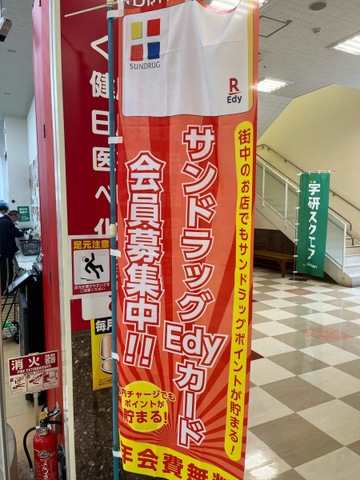 SUNDRUG
R
Edy
街中のお店でもサンドラッグポイントが貯まる!
サンドラッグEdyカード
会員募集中!!
チャージでも
ポイントが
貯まる!
年会費無料
足元注意
消火器
FIRE EXTINGUISHER
学研スクエア